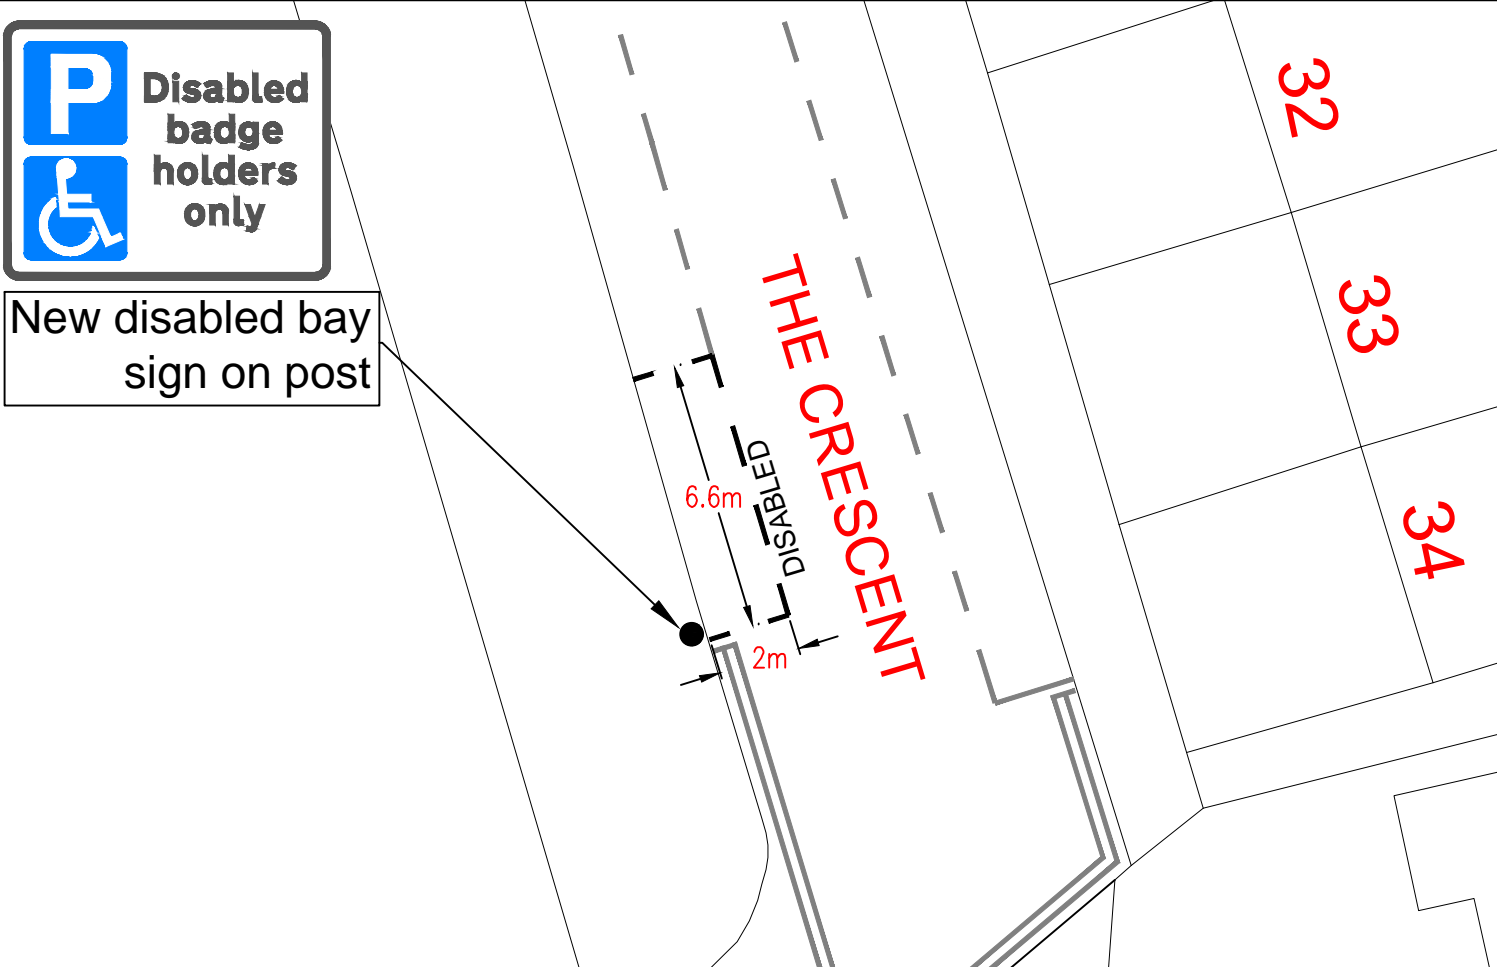 P
Disabled
badge
holders
only
New disabled bay
sign on post
THE CRESCENT
DISABLED
6.6m
2m
32
33
34